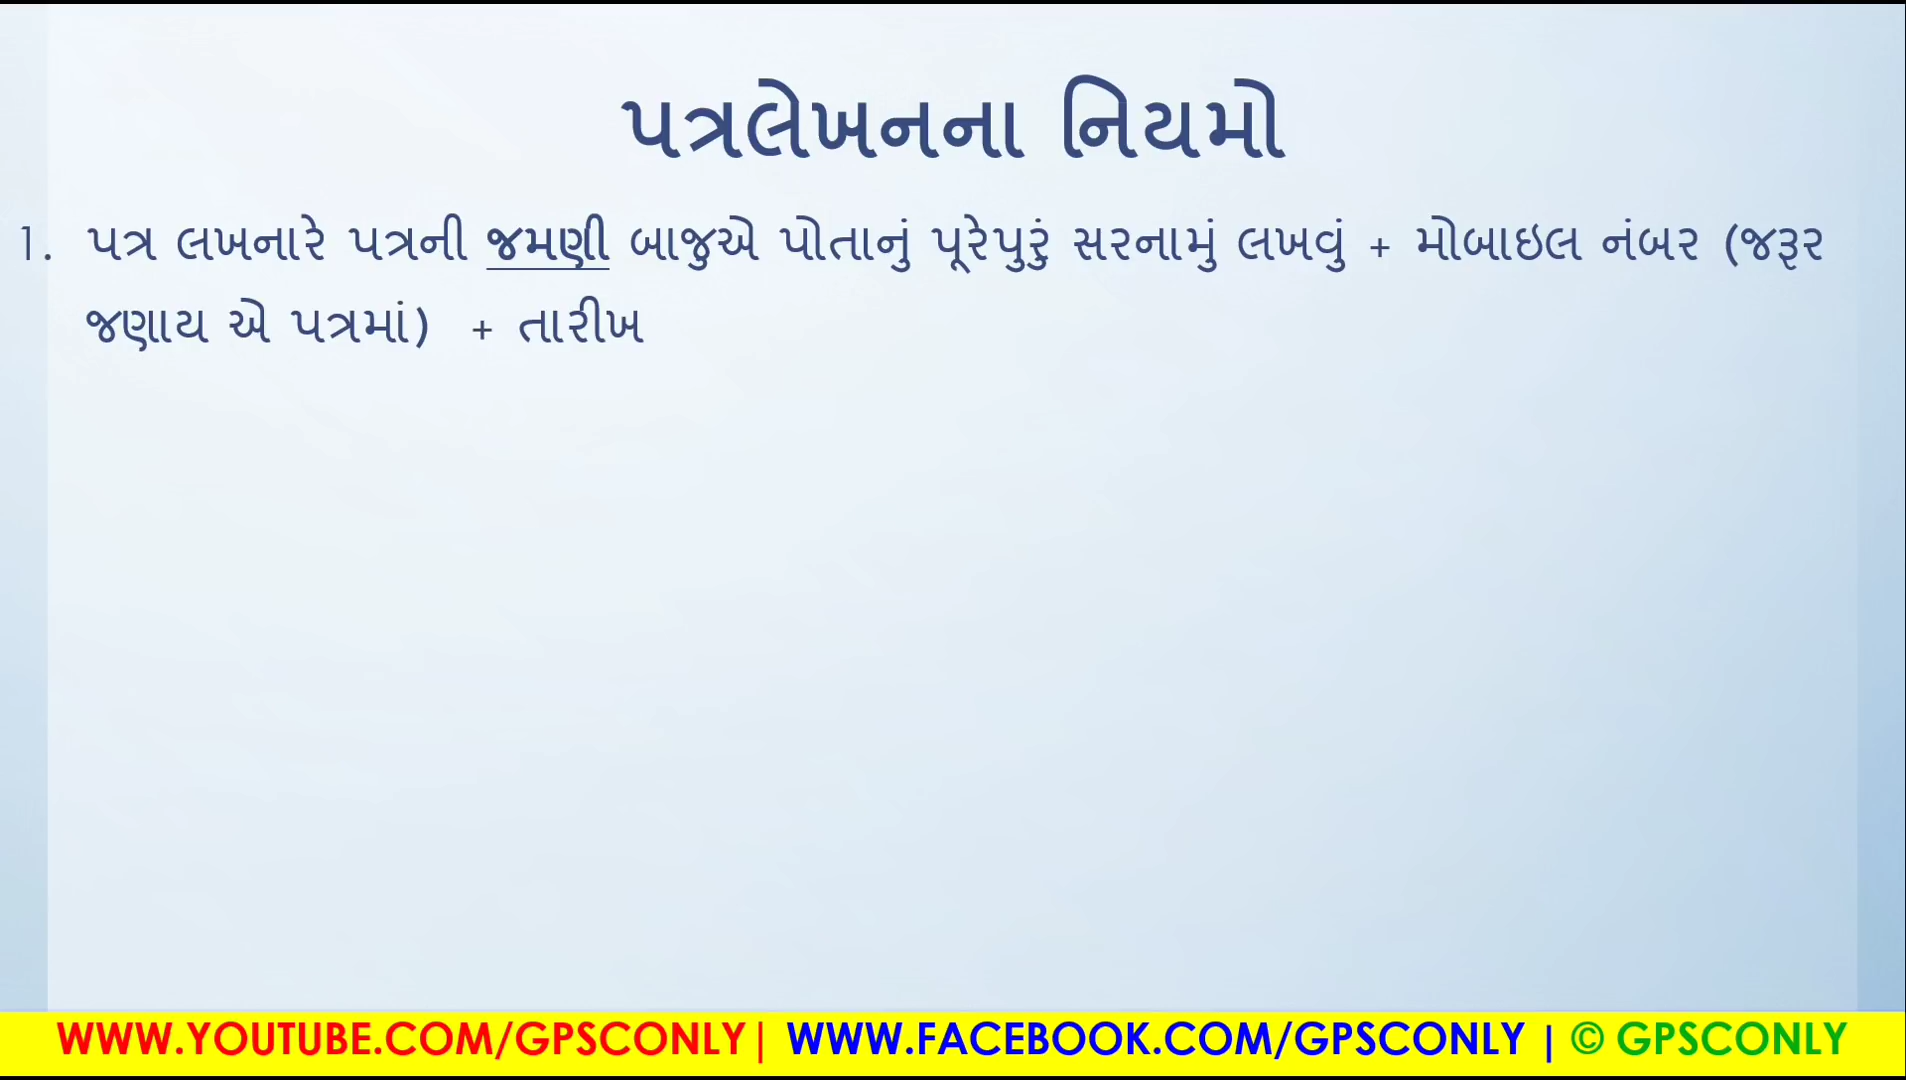 પત્રલેખનના નિયમો
1. પત્ર લખનારે પત્રની જમણી બાજુએ પોતાનું પૂરેપુરું સરનામું લખવું + મોબાઇલ નંબર (જરૂર
જણાય એ પત્રમાં) + તારીખ
WWW.YOUTUBE.COM/GPSCONLY| WWW.FACEBOOK.COM/GPSCONLY | © GPSCONLY